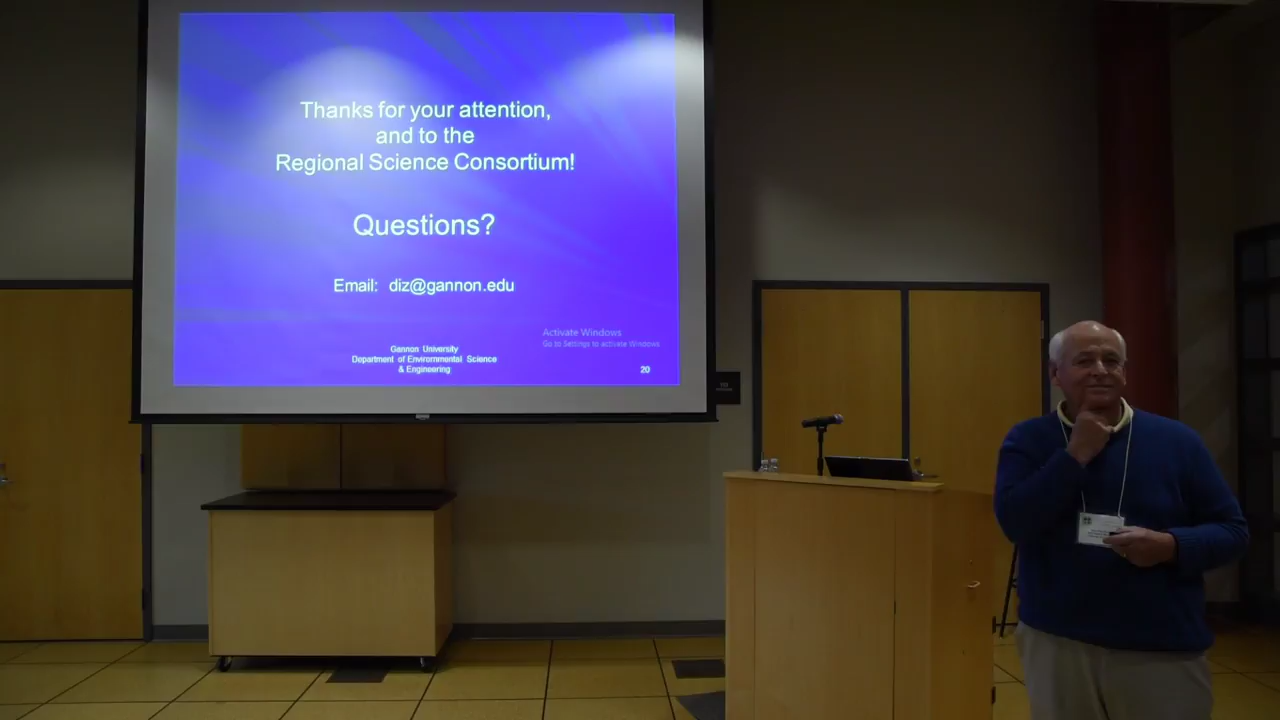 Thanks for your attention,
and to the
Regional Science Consortium!
Questions?
Email: diz@gannon.edu
Activate Windows
Go to Settings to activate Windows
Gannon University
Department of Environmental Science
& Engineering
20